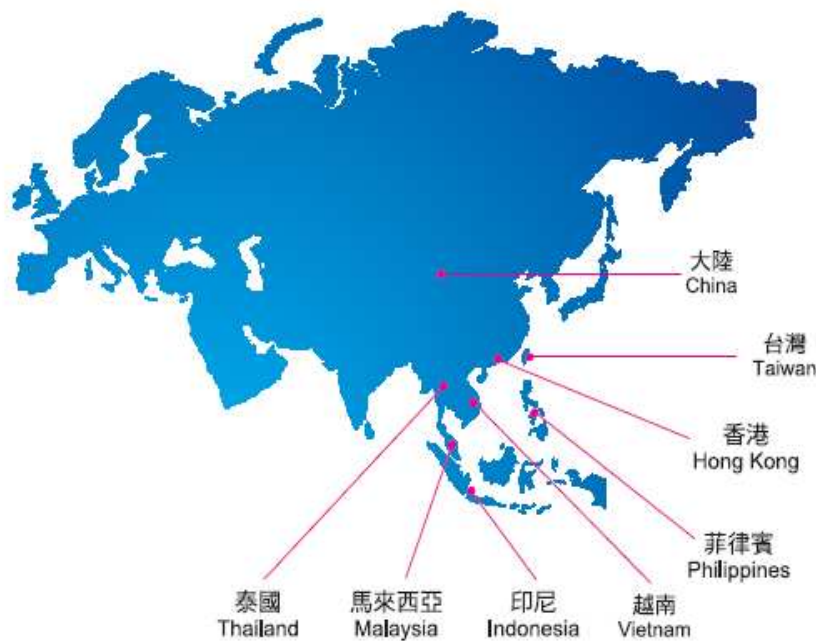 大陸
China
台灣
Taiwan
香港
Hong Kong
菲律賓
Philippines
泰國
Thailand
馬來西亞
Malaysia
印尼
Indonesia
越南
Vietnam